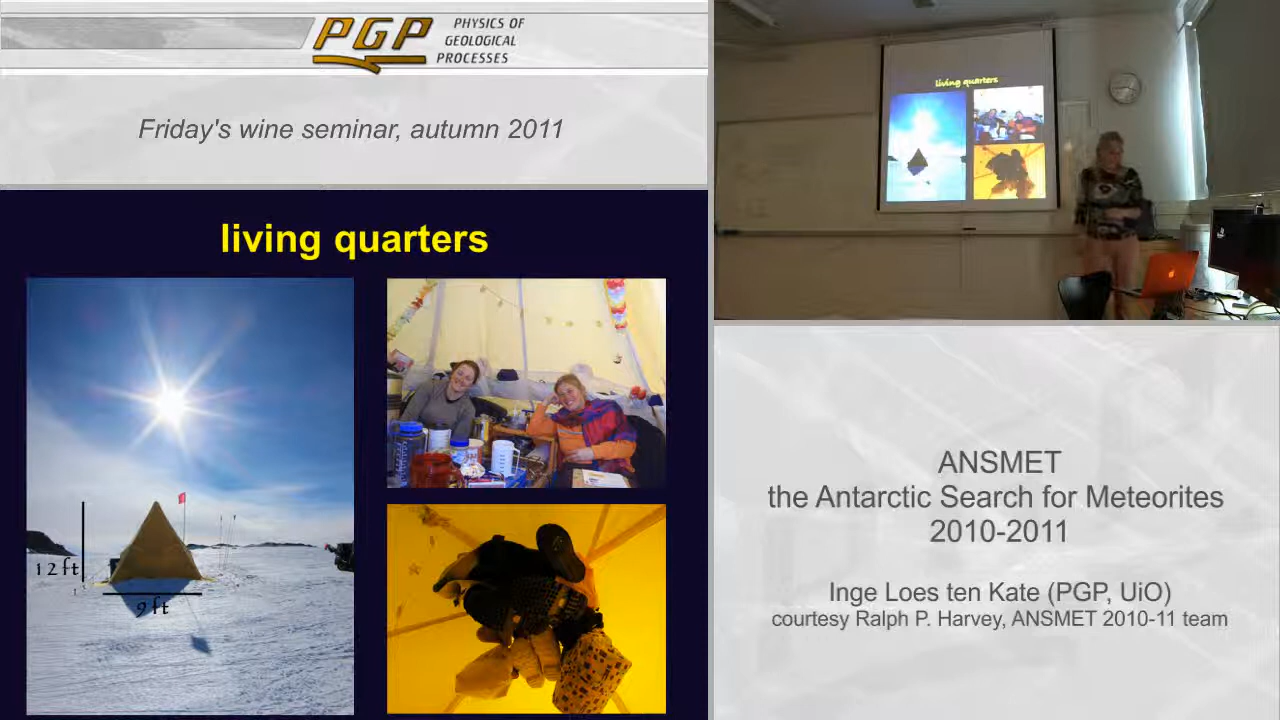 PGP
PHYSICS OF
GEOLOGICAL
PROCESSES
Friday's wine seminar, autumn 2011
living quarters
12 ft
9 ft
living quarters
ANSMET
the Antarctic Search for Meteorites
2010-2011
Inge Loes ten Kate (PGP, UiO)
courtesy Ralph P. Harvey, ANSMET 2010-11 team